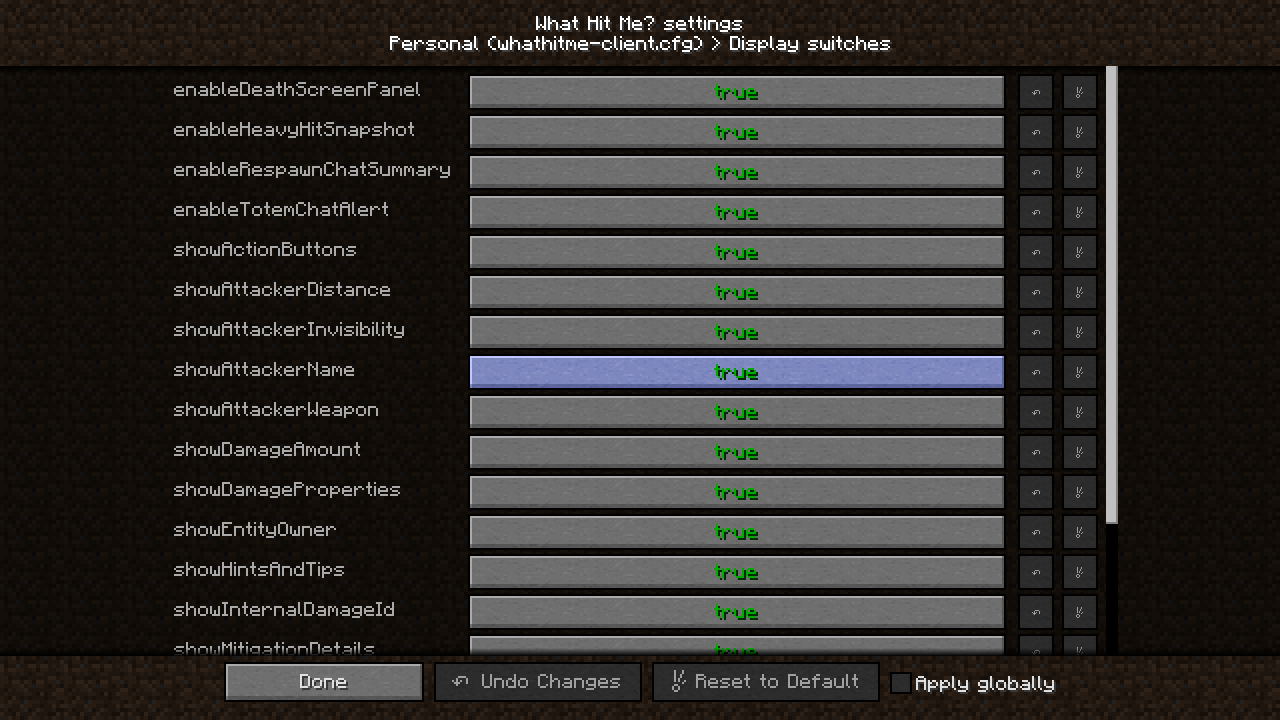 What Hit Me? settings
Personal (whathitme-client.cfg) > Display switches
enableDeathScreenPanel true
enableHeavyHitSnapshot true
enableRespawnChatSummary true
enableTotemChatAlert true
showActionButtons true
showAttackerDistance true
showAttackerInvisibility true
showAttackerName true
showAttackerWeapon true
showDamageAmount true
showDamageProperties true
showEntityOwner true
showHintsAndTips true
showInternalDamageId true
showMitigationDetails true
Done Undo Changes Reset to Default Apply globally